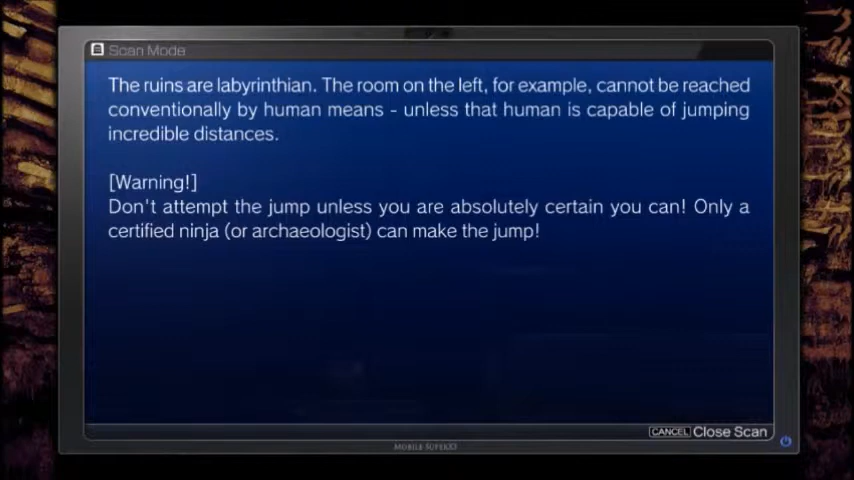 Scan Mode
The ruins are labyrinthian. The room on the left, for example, cannot be reached
conventionally by human means - unless that human is capable of jumping
incredible distances.
[Warning!]
Don't attempt the jump unless you are absolutely certain you can! Only a
certified ninja (or archaeologist) can make the jump!
CANCEL Close Scan